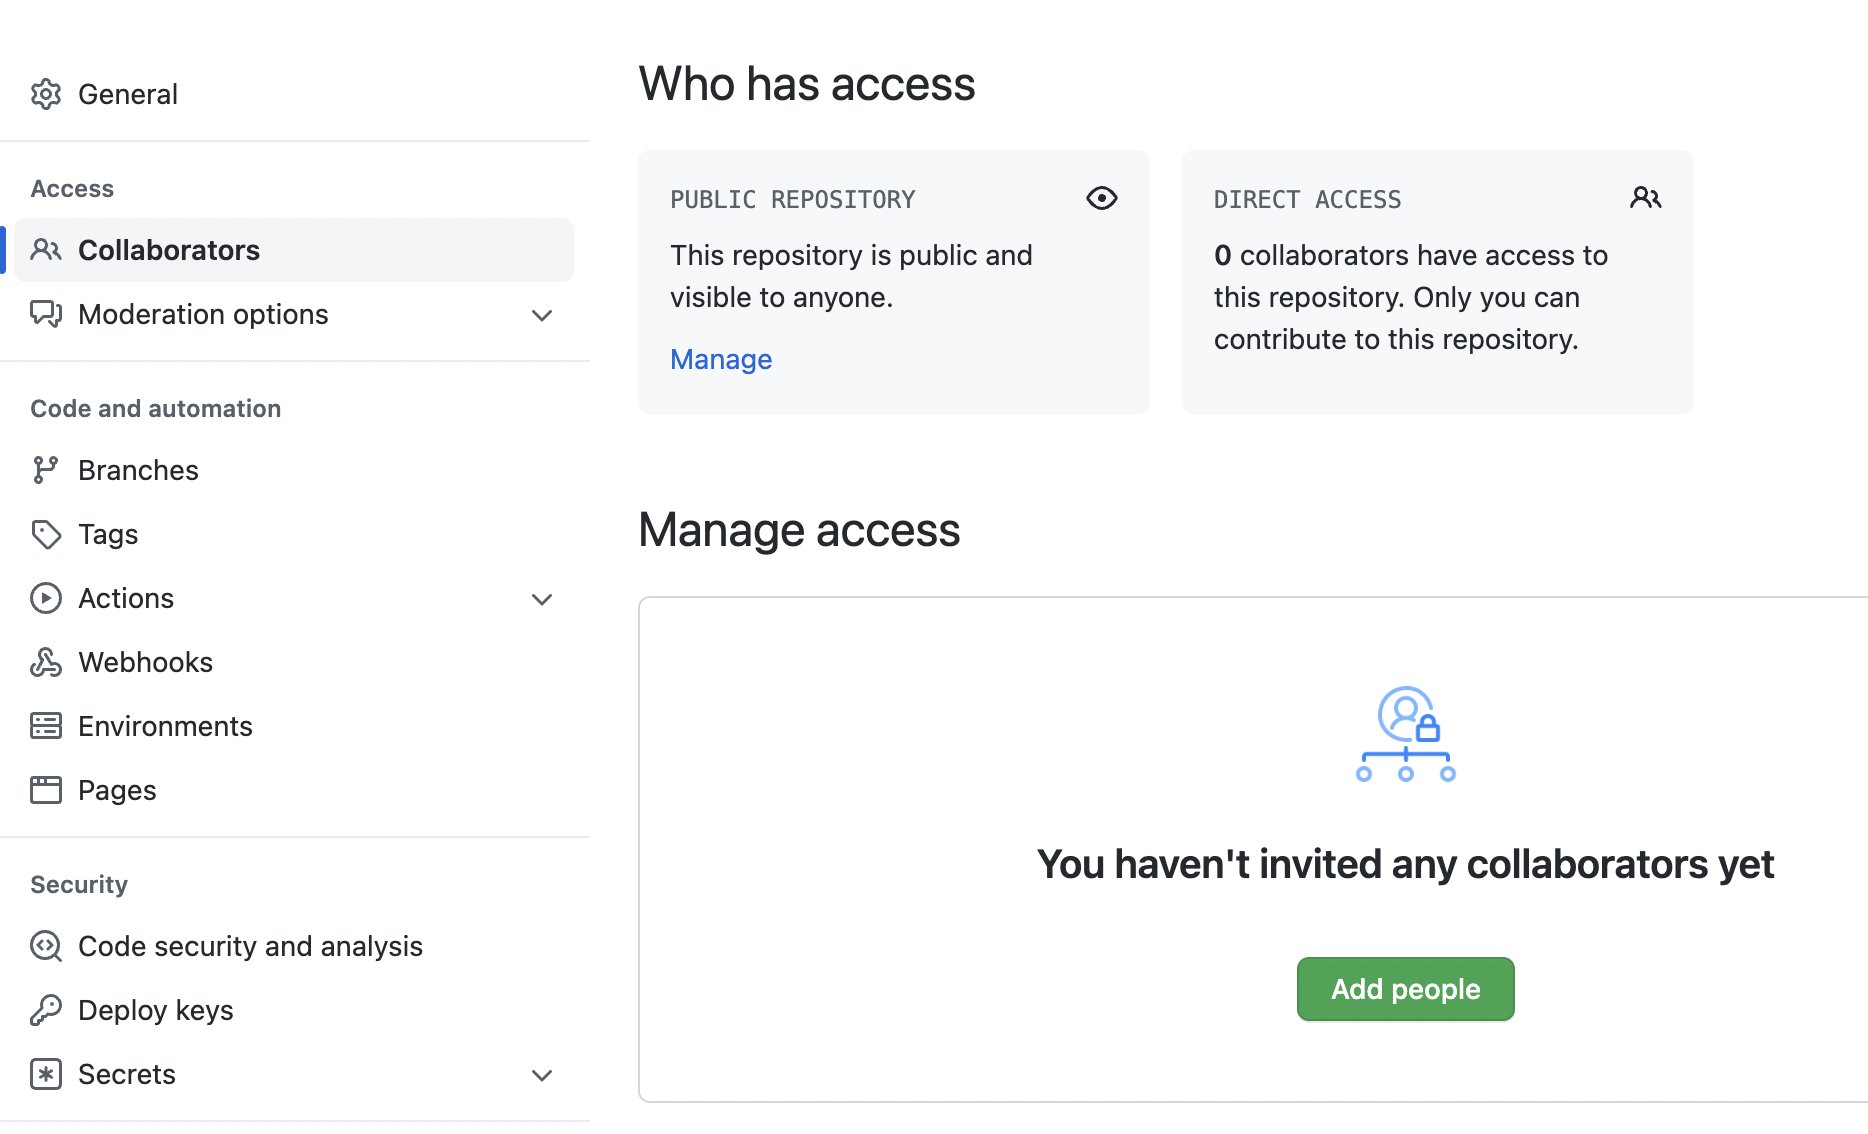 General
Access
Collaborators
Moderation options
Code and automation
Branches
Tags
Actions
Webhooks
Environments
Pages
Security
Code security and analysis
Deploy keys
Secrets
Who has access
PUBLIC REPOSITORY
This repository is public and
visible to anyone.
Manage
DIRECT ACCESS
0 collaborators have access to
this repository. Only you can
contribute to this repository.
Manage access
You haven't invited any collaborators yet
Add people